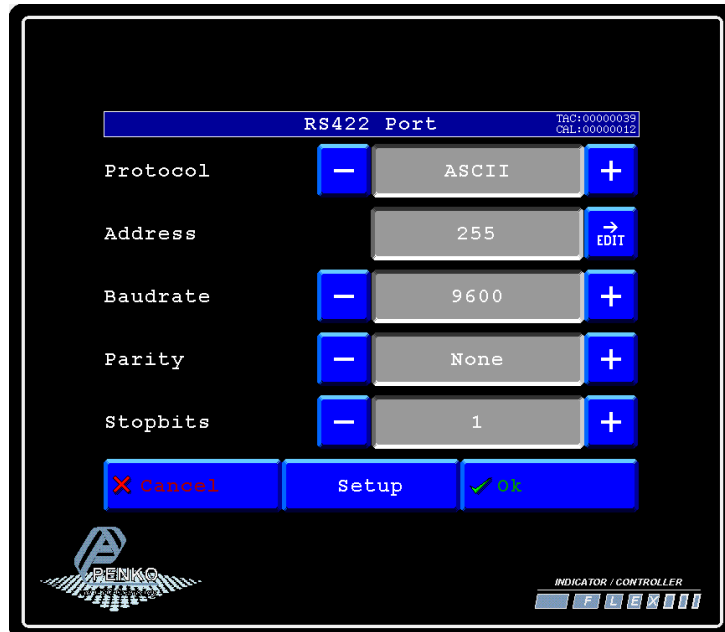 RS422 Port
TAC:00000039
CAL:00000012
Protocol - ASCII +
Address 255 EDIT
Baudrate - 9600 +
Parity - None +
Stopbits - 1 +
Cancel Setup Ok
PENKO
INDICATOR / CONTROLLER
FLEX